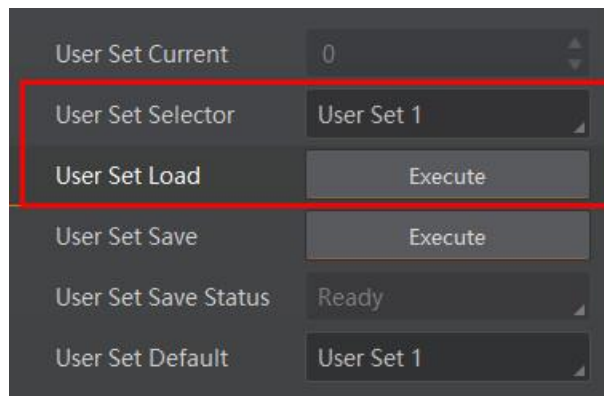 User Set Current 0
User Set Selector User Set 1
User Set Load Execute
User Set Save Execute
User Set Save Status Ready
User Set Default User Set 1